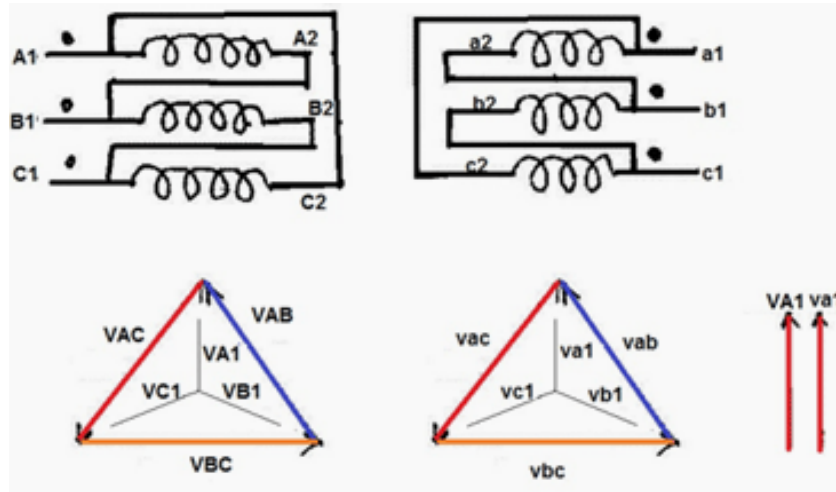 A1 A2
B1 B2
C1 C2
a2 a1
b2 b1
c2 c1
VAC VAB
VA1
VC1 VB1
VBC
vac vab
va1
vc1 vb1
vbc
VA1 va1